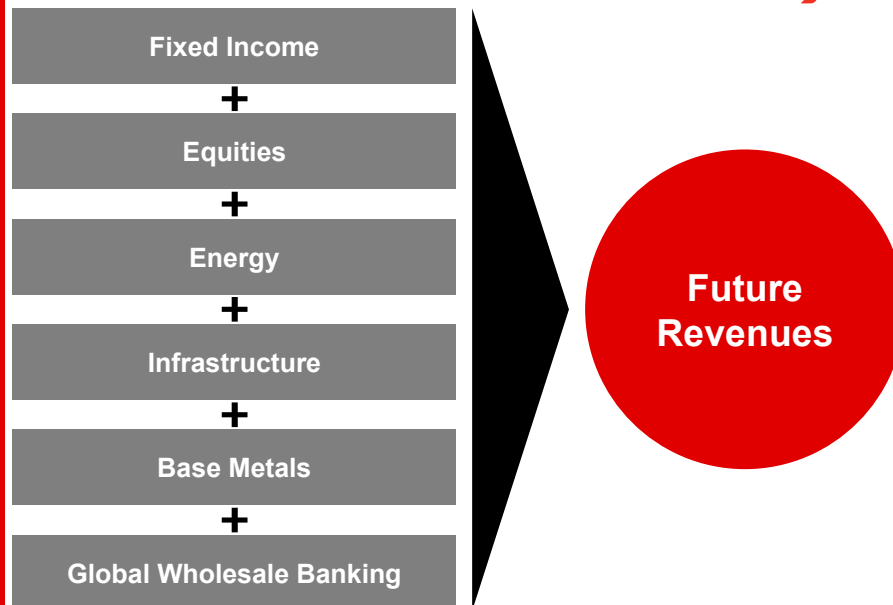 Fixed Income
+
Equities
+
Energy
+
Infrastructure
+
Base Metals
+
Global Wholesale Banking
Future
Revenues